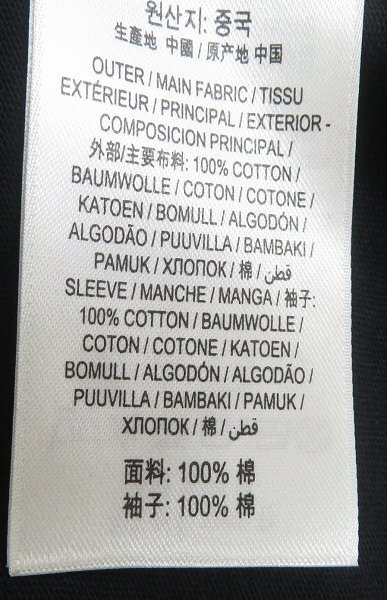 원산지: 중국
生產地 中國 / 原产地 中国
OUTER / MAIN FABRIC / TISSU
EXTÉRIEUR / PRINCIPAL / EXTERIOR -
COMPOSICION PRINCIPAL /
外部/主要布料: 100% COTTON /
BAUMWOLLE / COTON / COTONE /
KATOEN / BOMULL / ALGODÓN /
ALGODÃO / PUUVILLA / BAMBAKI /
PAMUK / ХЛОПОК / 棉 / قطن /
SLEEVE / MANCHE / MANGA / 袖子:
100% COTTON / BAUMWOLLE /
COTON / COTONE / KATOEN /
BOMULL / ALGODÓN / ALGODÃO /
PUUVILLA / BAMBAKI / PAMUK /
ХЛОПОК / 棉 / قطن /
面料: 100% 棉
袖子: 100% 棉